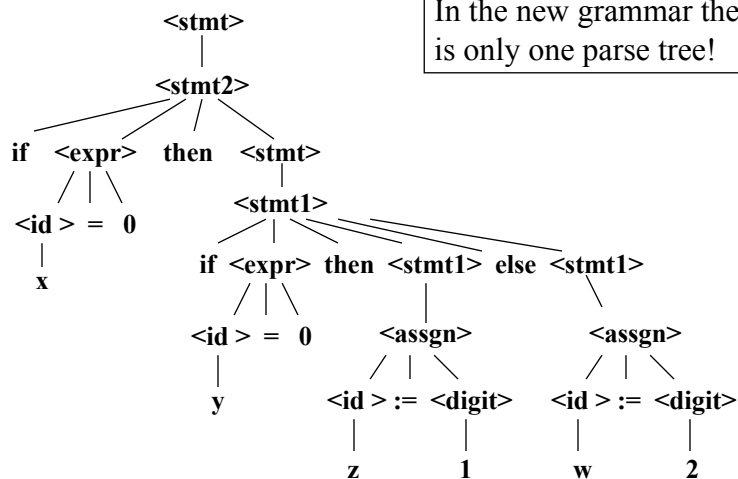 <stmt>
In the new grammar the
is only one parse tree!
<stmt2>
if <expr> then <stmt>
<id > = 0
<stmt1>
x
if <expr> then <stmt1> else <stmt1>
<id > = 0
<assgn>
<assgn>
y
<id > := <digit>
<id > := <digit>
z
1
w
2